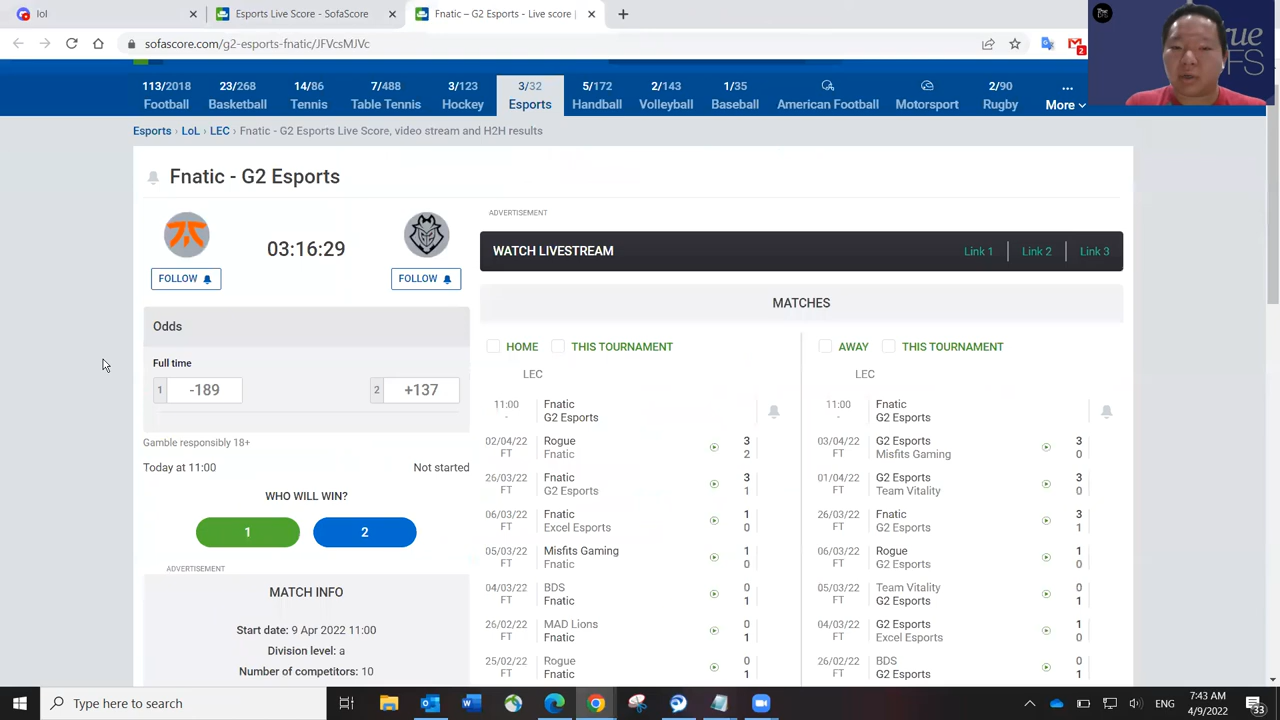 lol
Esports Live Score - SofaScore
Fnatic – G2 Esports - Live score |
sofascore.com/g2-esports-fnatic/JFVcsMJVc
2
113/2018 23/268 14/86 7/488 3/123 3/32 5/172 2/143 1/35 2/90
Football Basketball Tennis Table Tennis Hockey Esports Handball Volleyball Baseball American Football Motorsport Rugby More
Esports LoL LEC Fnatic - G2 Esports Live Score, video stream and H2H results
Fnatic - G2 Esports
03:16:29
FOLLOW FOLLOW
Odds
Full time
1 -189 2 +137
Gamble responsibly 18+
Today at 11:00 Not started
WHO WILL WIN?
1 2
ADVERTISEMENT
MATCH INFO
Start date: 9 Apr 2022 11:00
Division level: a
Number of competitors: 10
ADVERTISEMENT
WATCH LIVESTREAM Link 1 Link 2 Link 3
MATCHES
HOME THIS TOURNAMENT
LEC
11:00 Fnatic
- G2 Esports
02/04/22 Rogue 3
FT Fnatic 2
26/03/22 Fnatic 3
FT G2 Esports 1
06/03/22 Fnatic 1
FT Excel Esports 0
05/03/22 Misfits Gaming 1
FT Fnatic 0
04/03/22 BDS 0
FT Fnatic 1
26/02/22 MAD Lions 0
FT Fnatic 1
25/02/22 Rogue 0
FT Fnatic 1
AWAY THIS TOURNAMENT
LEC
11:00 Fnatic
- G2 Esports
03/04/22 G2 Esports 3
FT Misfits Gaming 0
01/04/22 G2 Esports 3
FT Team Vitality 0
26/03/22 Fnatic 3
FT G2 Esports 1
06/03/22 Rogue 1
FT G2 Esports 0
05/03/22 Team Vitality 0
FT G2 Esports 1
04/03/22 G2 Esports 1
FT Excel Esports 0
26/02/22 BDS 0
FT G2 Esports 1
Type here to search
ENG
7:43 AM
4/9/2022
33